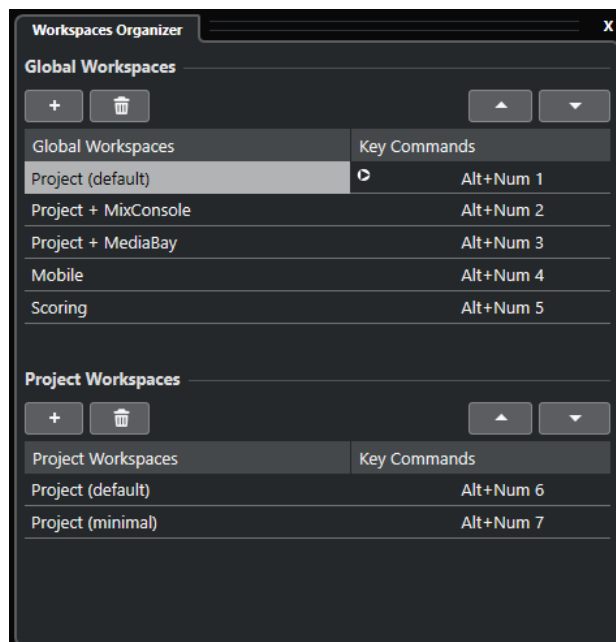 Workspaces Organizer X
Global Workspaces
+
Global Workspaces Key Commands
Project (default) Alt+Num 1
Project + MixConsole Alt+Num 2
Project + MediaBay Alt+Num 3
Mobile Alt+Num 4
Scoring Alt+Num 5
Project Workspaces
+
Project Workspaces Key Commands
Project (default) Alt+Num 6
Project (minimal) Alt+Num 7